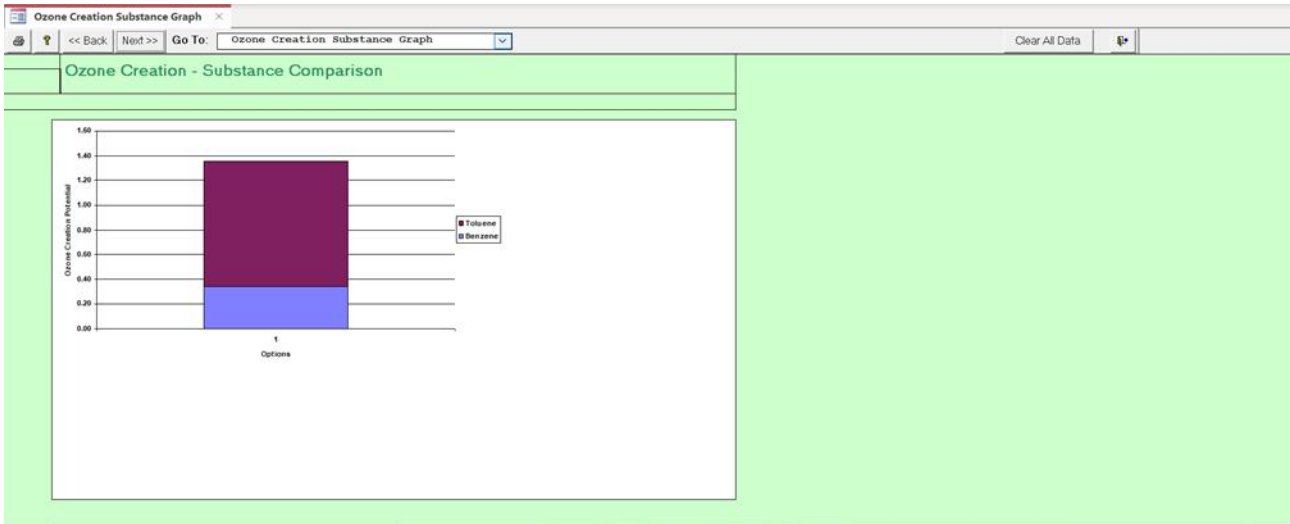 Ozone Creation Substance Graph ×
? << Back Next >> Go To: Ozone Creation Substance Graph Clear All Data
Ozone Creation - Substance Comparison
1.60
1.40
1.20
1.00
0.80
0.60
0.40
0.20
0.00
Ozone Creation Potential
Toluene
Benzene
1
Options